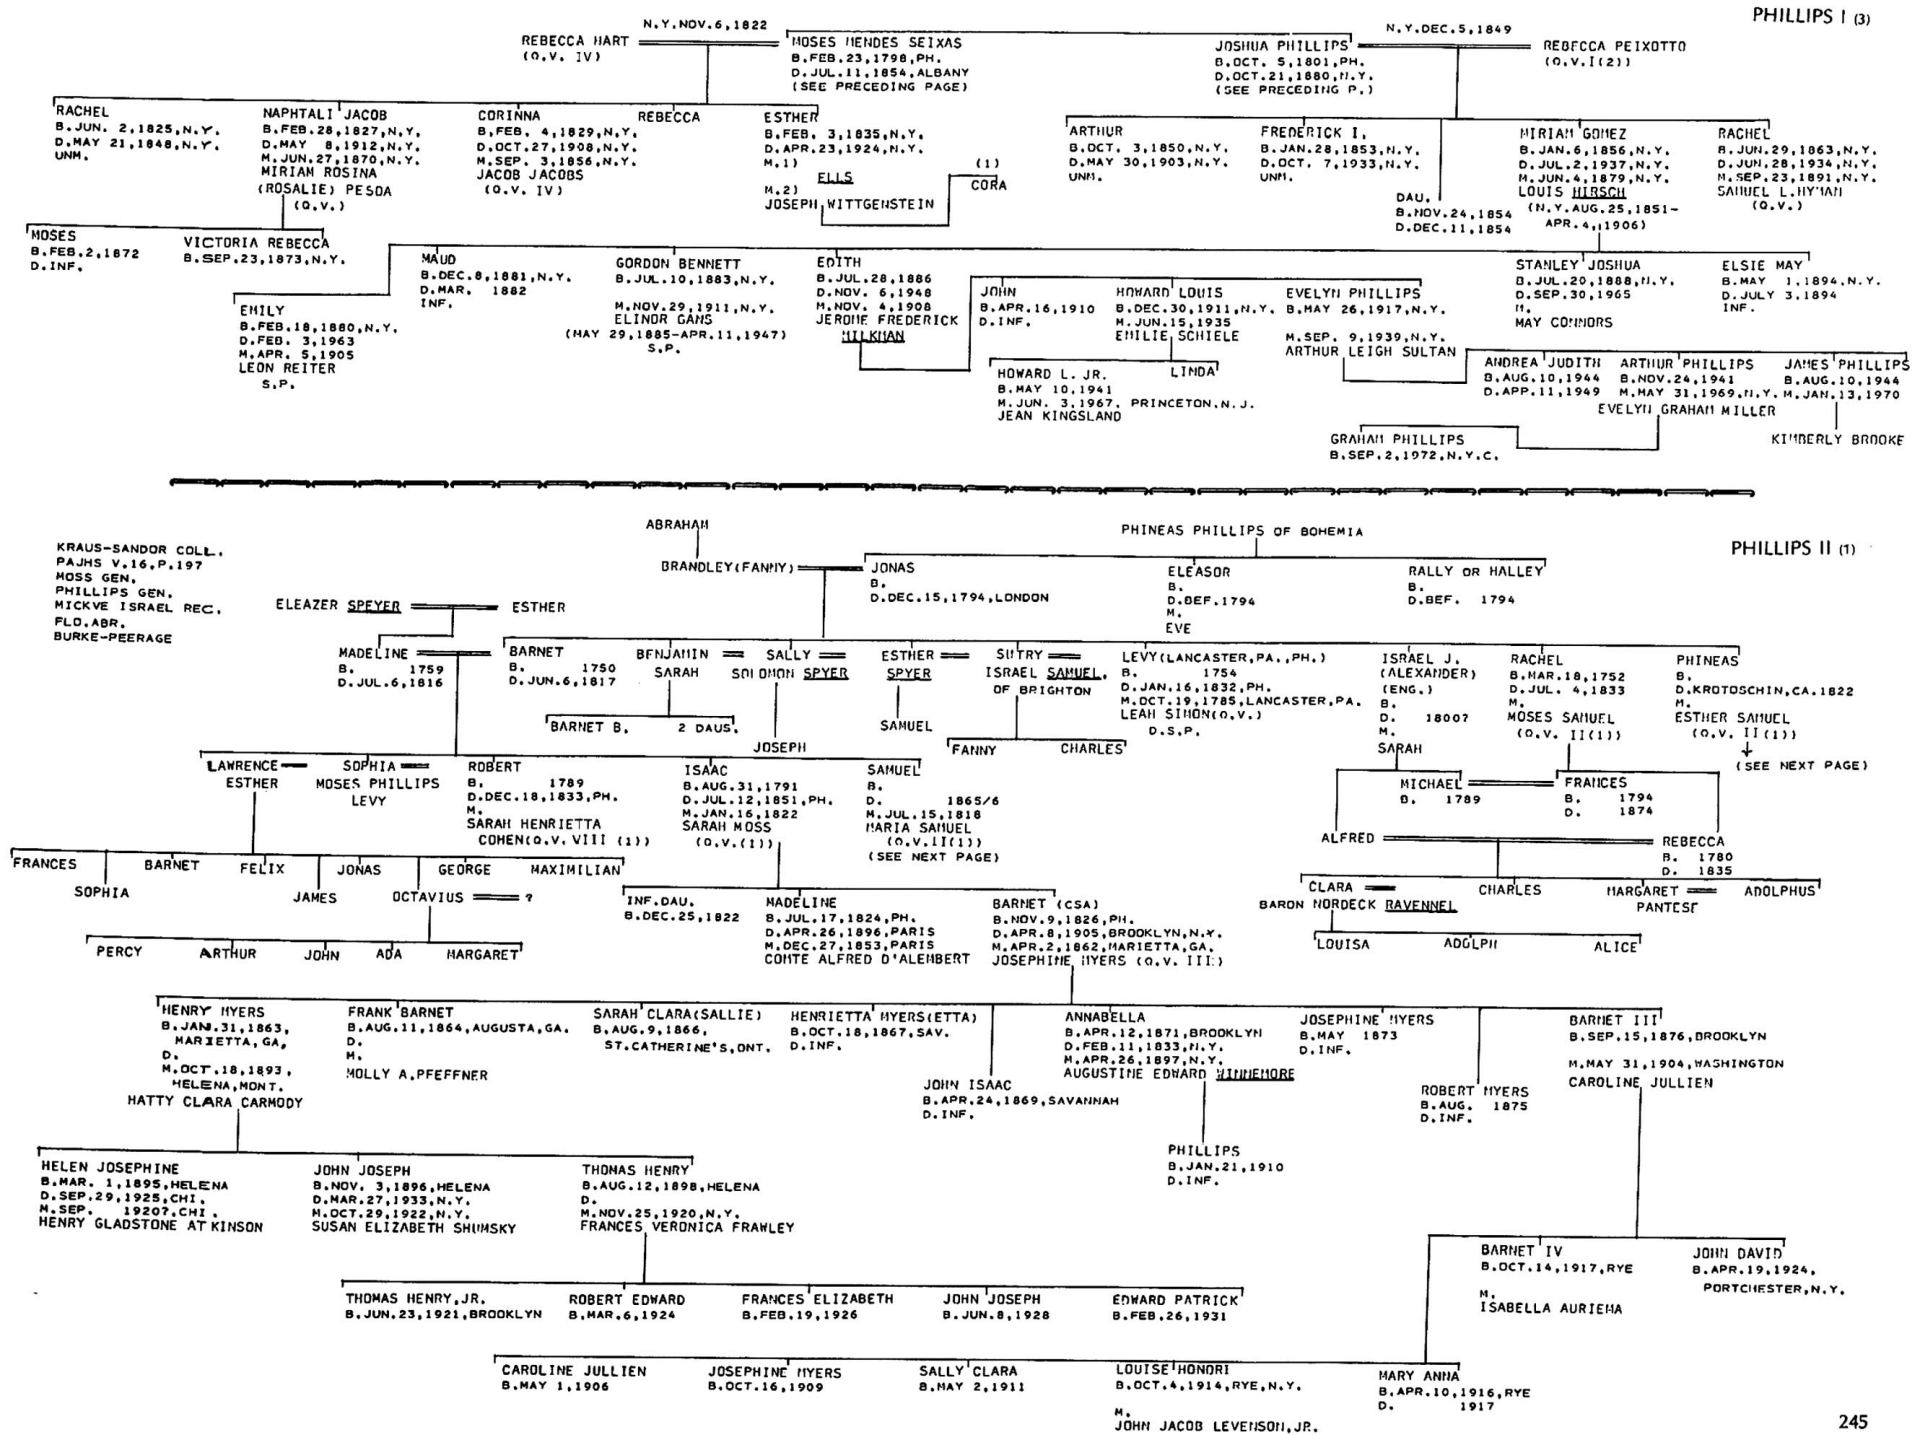 PHILLIPS I (3)
N.Y.NOV.6,1822
REBECCA HART
(Q.V. IV)
MOSES MENDES SEIXAS
B.FEB.23,1798,PH.
D.JUL.11,1854,ALBANY
(SEE PRECEDING PAGE)
N.Y.DEC.5,1849
JOSHUA PHILLIPS
B.OCT. 5,1801,PH.
D.OCT.21,1880,N.Y.
(SEE PRECEDING P.)
REBECCA PEIXOTTO
(Q.V.I(2))
RACHEL
B.JUN. 2,1825,N.Y.
D.MAY 21,1848,N.Y.
UNM.
NAPHTALI JACOB
B.FEB.28,1827,N.Y.
D.MAY 8,1912,N.Y.
M.JUN.27,1870,N.Y.
MIRIAM ROSINA
(ROSALIE) PESOA
(Q.V.)
CORINNA
B.FEB. 4,1829,N.Y.
D.OCT.27,1908,N.Y.
M.SEP. 3,1856,N.Y.
JACOB JACOBS
(Q.V. IV)
REBECCA
ESTHER
B.FEB. 3,1835,N.Y.
D.APR.23,1924,N.Y.
M.1)
ELLS
M.2)
JOSEPH WITTGENSTEIN
(1)
CORA
ARTHUR
B.OCT. 3,1850,N.Y.
D.MAY 30,1903,N.Y.
UNM.
FREDERICK I.
B.JAN.28,1853,N.Y.
D.OCT. 7,1933,N.Y.
UNM.
DAU.
B.NOV.24,1854
D.DEC.11,1854
MIRIAM GOMEZ
B.JAN.6,1856,N.Y.
D.JUL.2,1937,N.Y.
M.JUN.4,1879,N.Y.
LOUIS HIRSCH
(N.Y.AUG.25,1851-
APR.4,1906)
RACHEL
B.JUN.29,1863,N.Y.
D.JUN.28,1934,N.Y.
M.SEP.23,1891,N.Y.
SAMUEL L.HYMAN
(Q.V.)
MOSES
B.FEB.2,1872
D.INF.
VICTORIA REBECCA
B.SEP.23,1873,N.Y.
EMILY
B.FEB.18,1880,N.Y.
D.FEB. 3,1963
M.APR. 5,1905
LEON REITER
S.P.
MAUD
B.DEC.8,1881,N.Y.
D.MAR. 1882
INF.
GORDON BENNETT
B.JUL.10,1883,N.Y.
M.NOV.29,1911,N.Y.
ELINOR GANS
(MAY 29,1885-APR.11,1947)
S.P.
EDITH
B.JUL.28,1886
D.NOV. 6,1948
M.NOV. 4,1908
JEROME FREDERICK
MILKMAN
JOHN
B.APR.16,1910
D.INF.
HOWARD LOUIS
B.DEC.30,1911,N.Y.
M.JUN.15,1935
EMILIE SCHIELE
EVELYN PHILLIPS
B.MAY 26,1917,N.Y.
M.SEP. 9,1939,N.Y.
ARTHUR LEIGH SULTAN
STANLEY JOSHUA
B.JUL.20,1888,N.Y.
D.SEP.30,1965
M.
MAY CONNORS
ELSIE MAY
B.MAY 1,1894,N.Y.
D.JULY 3,1894
INF.
HOWARD L. JR.
B.MAY 10,1941
M.JUN. 3,1967, PRINCETON,N.J.
JEAN KINGSLAND
LINDA
ANDREA JUDITH
B.AUG.10,1944
D.APP.11,1949
ARTHUR PHILLIPS
B.NOV.24,1941
M.MAY 31,1969,N.Y.
EVELYN GRAHAM MILLER
JAMES PHILLIPS
B.AUG.10,1944
M.JAN.13,1970
KIMBERLY BROOKE
GRAHAM PHILLIPS
B.SEP.2,1972,N.Y.C.
PHILLIPS II (1)
KRAUS-SANDOR COLL.
PAJHS V.16,P.197
MOSS GEN.
PHILLIPS GEN.
MICKVE ISRAEL REC.
FLO.ABR.
BURKE-PEERAGE
ABRAHAM
BRANDLEY(FANNY)
PHINEAS PHILLIPS OF BOHEMIA
JONAS
B.
D.DEC.15,1794,LONDON
ELEASOR
B.
D.BEF.1794
M.
EVE
RALLY OR HALLEY
B.
D.BEF. 1794
ELEAZER SPEYER
ESTHER
MADELINE
B. 1759
D.JUL.6,1816
BARNET
B. 1750
D.JUN.6,1817
BENJAMIN
SARAH
SALLY
SOLOMON SPYER
ESTHER
SPYER
SUTRY
ISRAEL SAMUEL,
OF BRIGHTON
LEVY(LANCASTER,PA.,PH.)
B. 1754
D.JAN.16,1832,PH.
M.OCT.19,1785,LANCASTER,PA.
LEAH SIMON(Q.V.)
D.S.P.
ISRAEL J.
(ALEXANDER)
(ENG.)
B.
D. 1800?
M.
SARAH
RACHEL
B.MAR.18,1752
D.JUL. 4,1833
M.
MOSES SAMUEL
(Q.V. II(1))
PHINEAS
B.
D.KROTOSCHIN,CA.1822
M.
ESTHER SAMUEL
(Q.V. II(1))
(SEE NEXT PAGE)
BARNET B.
2 DAUS.
JOSEPH
SAMUEL
FANNY
CHARLES
LAWRENCE
ESTHER
SOPHIA
MOSES PHILLIPS
LEVY
ROBERT
B. 1789
D.DEC.18,1833,PH.
M.
SARAH HENRIETTA
COHEN(Q.V. VIII (1))
ISAAC
B.AUG.31,1791
D.JUL.12,1851,PH.
M.JAN.16,1822
SARAH MOSS
(Q.V.(1))
SAMUEL
B.
D. 1865/6
M.JUL.15,1818
MARIA SAMUEL
(Q.V.II(1))
(SEE NEXT PAGE)
MICHAEL
B. 1789
FRANCES
B. 1794
D. 1874
ALFRED
REBECCA
B. 1780
D. 1835
FRANCES
SOPHIA
BARNET
FELIX
JAMES
JONAS
OCTAVIUS
?
GEORGE
MAXIMILIAN
PERCY
ARTHUR
JOHN
ADA
MARGARET
INF.DAU.
B.DEC.25,1822
MADELINE
B.JUL.17,1824,PH.
D.APR.26,1896,PARIS
M.DEC.27,1853,PARIS
COMTE ALFRED D'ALEMBERT
BARNET (CSA)
B.NOV.9,1826,PH.
D.APR.8,1905,BROOKLYN,N.Y.
M.APR.2,1862,MARIETTA,GA.
JOSEPHINE MYERS (Q.V. III)
CLARA
BARON NORDECK RAVENNEL
CHARLES
MARGARET
PANTESE
ADOLPHUS
LOUISA
ADOLPH
ALICE
HENRY MYERS
B.JAN.31,1863,
MARIETTA,GA.
D.
M.OCT.18,1893,
HELENA,MONT.
HATTY CLARA CARMODY
FRANK BARNET
B.AUG.11,1864,AUGUSTA,GA.
D.
M.
MOLLY A.PFEFFNER
SARAH CLARA(SALLIE)
B.AUG.9,1866,
ST.CATHERINE'S,ONT.
HENRIETTA MYERS(ETTA)
B.OCT.18,1867,SAV.
D.INF.
JOHN ISAAC
B.APR.24,1869,SAVANNAH
D.INF.
ANNABELLA
B.APR.12,1871,BROOKLYN
D.FEB.11,1833,N.Y.
M.APR.26,1897,N.Y.
AUGUSTINE EDWARD WINNEMORE
JOSEPHINE MYERS
B.MAY 1873
D.INF.
ROBERT MYERS
B.AUG. 1875
D.INF.
BARNET III
B.SEP.15,1876,BROOKLYN
M.MAY 31,1904,WASHINGTON
CAROLINE JULLIEN
PHILLIPS
B.JAN.21,1910
D.INF.
HELEN JOSEPHINE
B.MAR. 1,1895,HELENA
D.SEP.29,1925,CHI.
M.SEP. 1920?,CHI.
HENRY GLADSTONE ATKINSON
JOHN JOSEPH
B.NOV. 3,1896,HELENA
D.MAR.27,1933,N.Y.
M.OCT.29,1922,N.Y.
SUSAN ELIZABETH SHUMSKY
THOMAS HENRY
B.AUG.12,1898,HELENA
D.
M.NOV.25,1920,N.Y.
FRANCES VERONICA FRAWLEY
BARNET IV
B.OCT.14,1917,RYE
M.
ISABELLA AURIEMA
JOHN DAVID
B.APR.19,1924,
PORTCHESTER,N.Y.
THOMAS HENRY,JR.
B.JUN.23,1921,BROOKLYN
ROBERT EDWARD
B.MAR.6,1924
FRANCES ELIZABETH
B.FEB.19,1926
JOHN JOSEPH
B.JUN.8,1928
EDWARD PATRICK
B.FEB.26,1931
CAROLINE JULLIEN
B.MAY 1,1906
JOSEPHINE MYERS
B.OCT.16,1909
SALLY CLARA
B.MAY 2,1911
LOUISE HONORI
B.OCT.4,1914,RYE,N.Y.
M.
JOHN JACOB LEVENSON,JR.
MARY ANNA
B.APR.10,1916,RYE
D. 1917
245